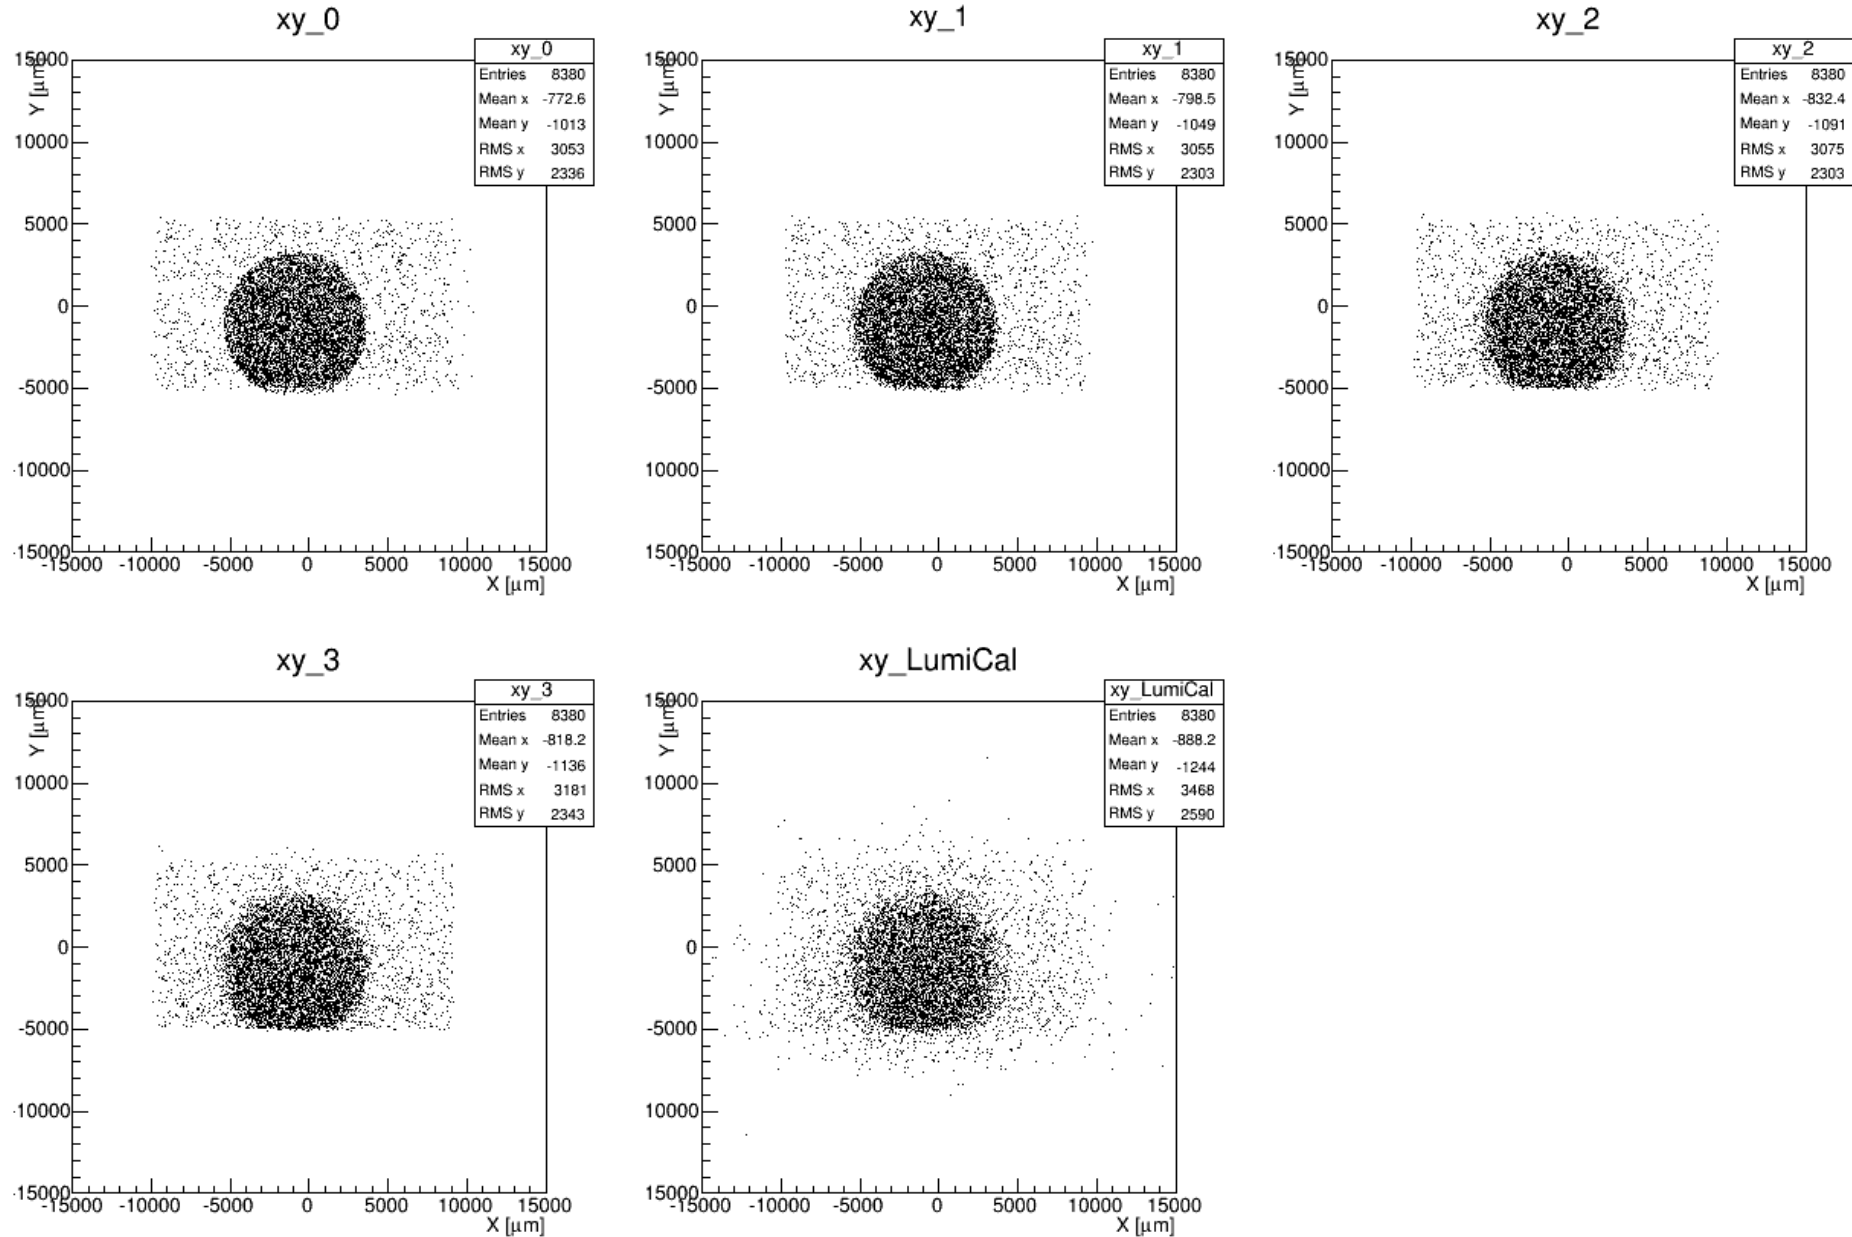 xy_0
xy_0
Entries 8380
Mean x -772.6
Mean y -1013
RMS x 3053
RMS y 2336
Y [μm]
15000
10000
5000
0
-5000
-10000
-15000
-15000 -10000 -5000 0 5000 10000 15000
X [μm]
xy_1
xy_1
Entries 8380
Mean x -798.5
Mean y -1049
RMS x 3055
RMS y 2303
Y [μm]
15000
10000
5000
0
-5000
10000
15000
-15000 -10000 -5000 0 5000 10000 15000
X [μm]
xy_2
xy_2
Entries 8380
Mean x -832.4
Mean y -1091
RMS x 3075
RMS y 2303
Y [μm]
15000
10000
5000
0
-5000
-10000
-15000
-15000 -10000 -5000 0 5000 10000 15000
X [μm]
xy_3
xy_3
Entries 8380
Mean x -818.2
Mean y -1136
RMS x 3181
RMS y 2343
Y [μm]
15000
10000
5000
0
-5000
-10000
-15000
-15000 -10000 -5000 0 5000 10000 15000
X [μm]
xy_LumiCal
xy_LumiCal
Entries 8380
Mean x -888.2
Mean y -1244
RMS x 3468
RMS y 2590
Y [μm]
15000
10000
5000
0
-5000
10000
15000
-15000 -10000 -5000 0 5000 10000 15000
X [μm]